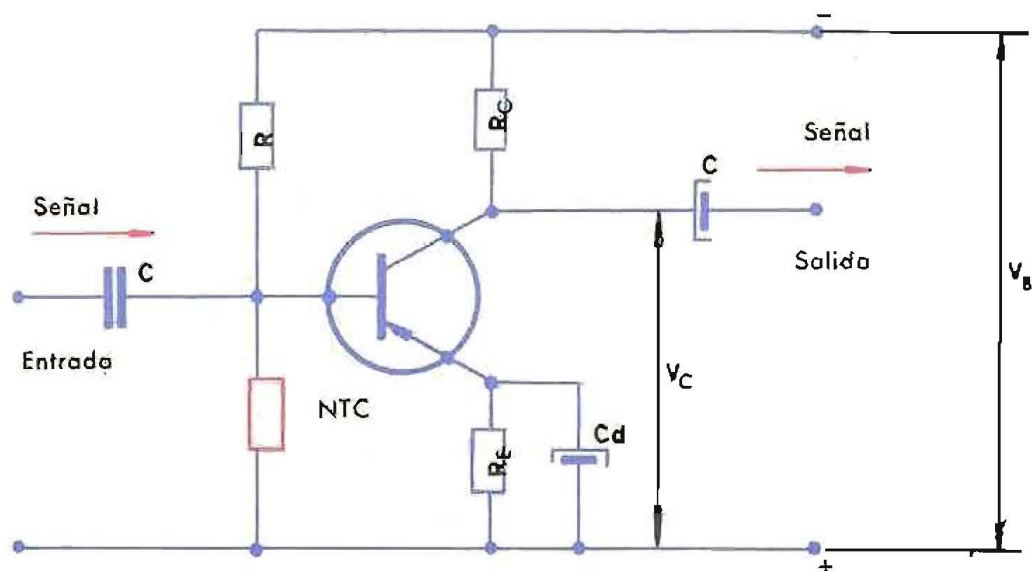 -
R
R_C
Señal
C
Señal
C
Salida
V_B
Entrada
NTC
V_C
R_E
Cd
+